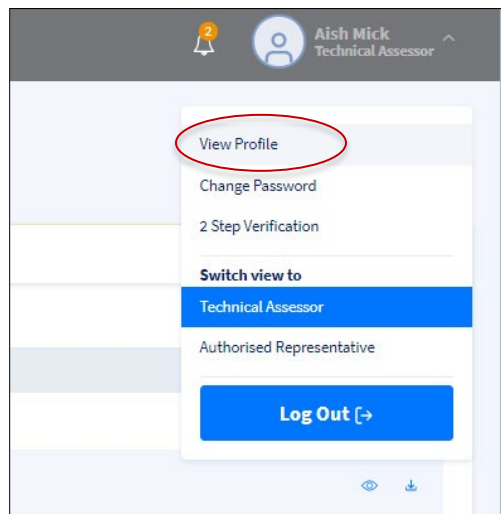 2
Aish Mick
Technical Assessor
View Profile
Change Password
2 Step Verification
Switch view to
Technical Assessor
Authorised Representative
Log Out